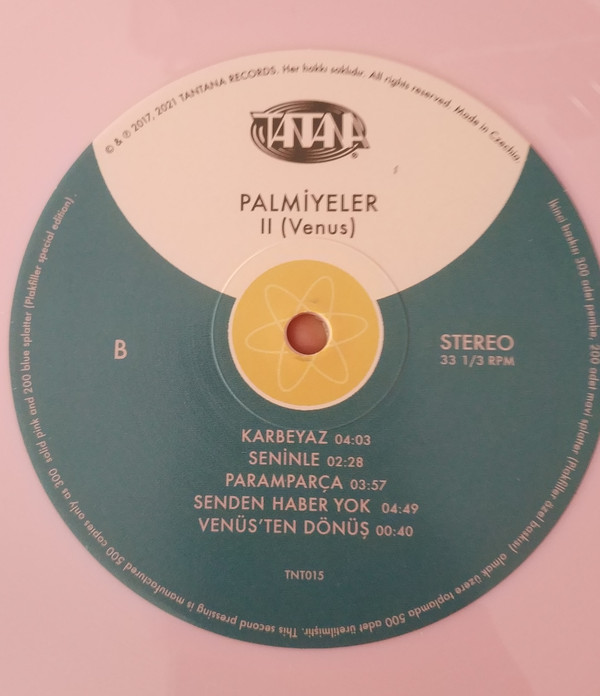 © & ℗ 2017, 2021 TANTANA RECORDS. Her hakkı saklıdır. All rights reserved. Made in Czechia.
TANTANA
®
PALMİYELER
II (Venus)
B
STEREO
33 1/3 RPM
KARBEYAZ 04:03
SENİNLE 02:28
PARAMPARÇA 03:57
SENDEN HABER YOK 04:49
VENÜS'TEN DÖNÜŞ 00:40
TNT015
İkinci baskısı 300 adet pembe, 200 adet mavi splatter (Plakfiller özel baskısı) olmak üzere toplamda 500 adet üretilmiştir. This second pressing is manufactured 500 copies only as 300 solid pink and 200 blue splatter (Plakfiller special edition).